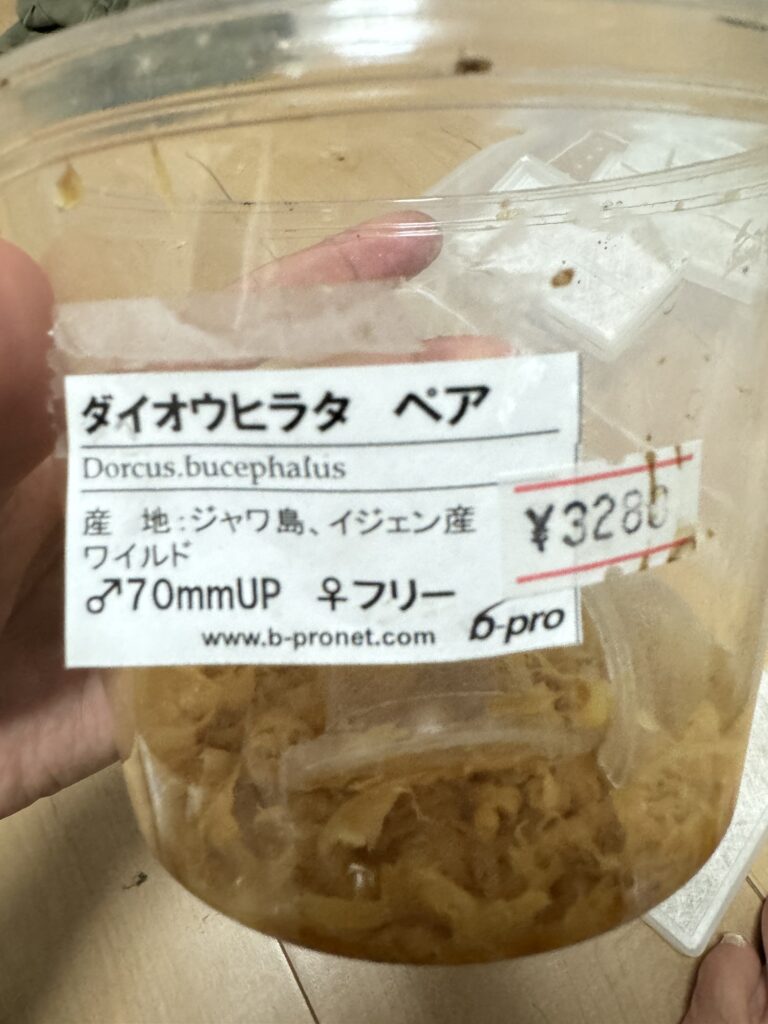 ダイオウヒラタ ペア
Dorcus.bucephalus
産 地:ジャワ島、イジェン産
ワイルド
♂70mmUP ♀フリー
www.b-pronet.com b-pro
¥3280